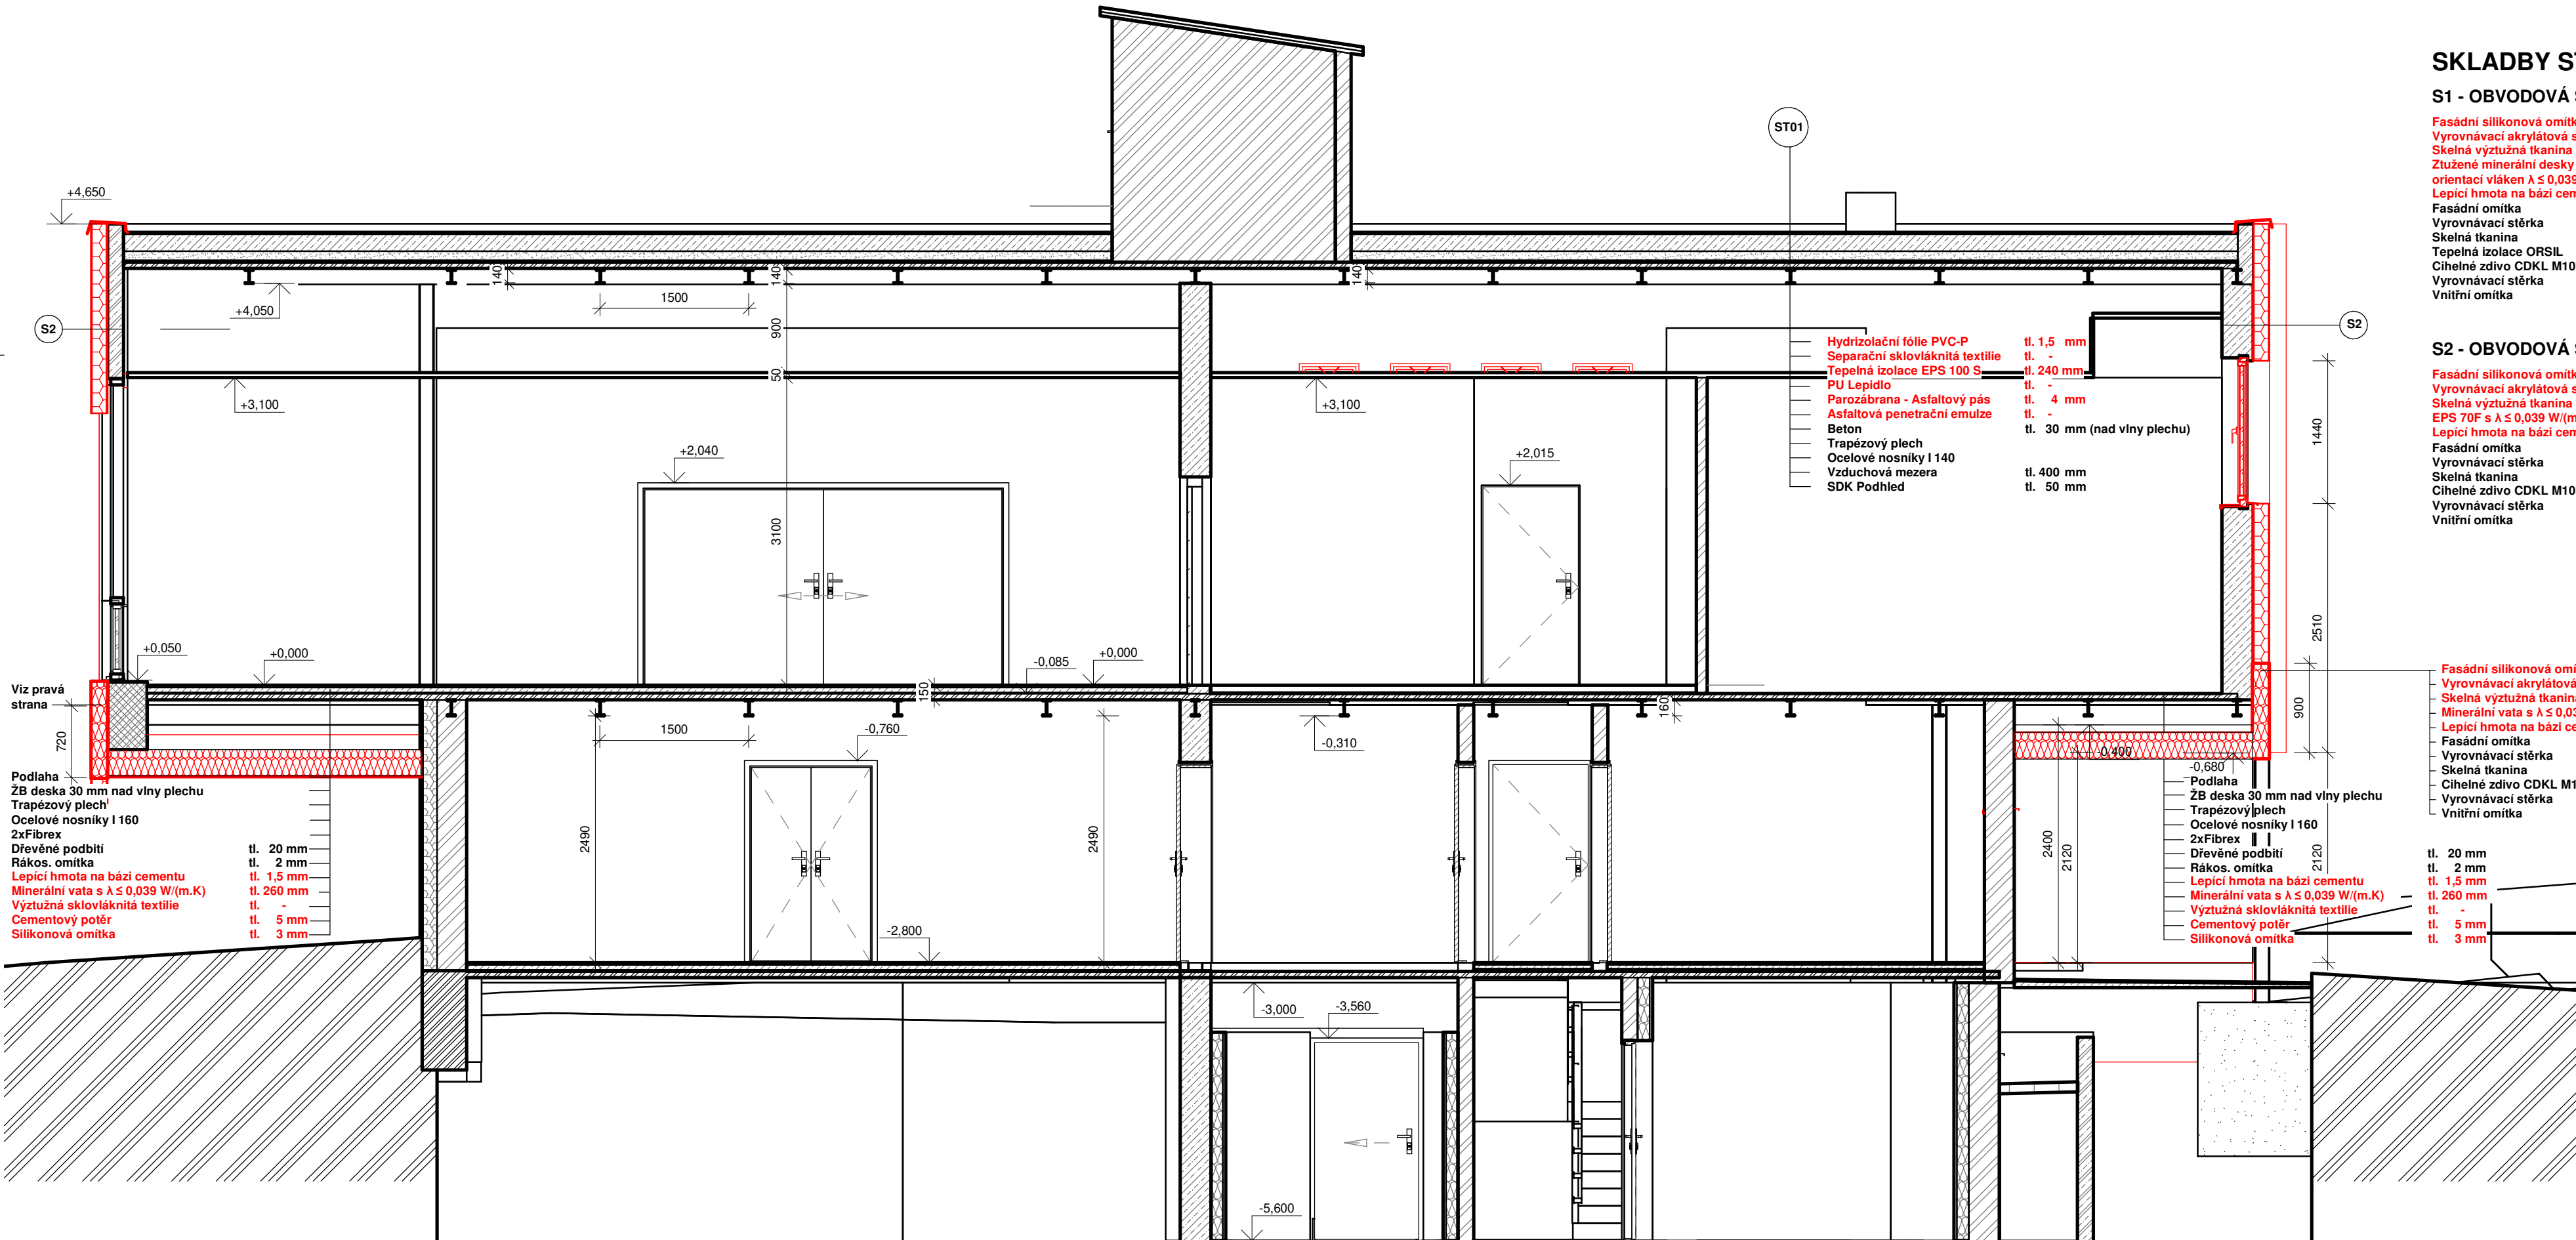 SKLADBY ST
S1 - OBVODOVÁ S
Fasádní silikonová omítk
Vyrovnávací akrylátová s
Skelná výztužná tkanina
Ztužené minerální desky
orientací vláken λ ≤ 0,039
Lepící hmota na bázi cem
Fasádní omítka
Vyrovnávací stěrka
Skelná tkanina
Tepelná izolace ORSIL
Cihelné zdivo CDKL M10
Vyrovnávací stěrka
Vnitřní omítka
S2 - OBVODOVÁ S
Fasádní silikonová omítk
Vyrovnávací akrylátová s
Skelná výztužná tkanina
EPS 70F s λ ≤ 0,039 W/(m
Lepící hmota na bázi cem
Fasádní omítka
Vyrovnávací stěrka
Skelná tkanina
Cihelné zdivo CDKL M10
Vyrovnávací stěrka
Vnitřní omítka
ST01
+4,650
S2
S2
140
140
140
1500
+4,050
900
50
+3,100
+3,100
Hydrizolační fólie PVC-P tl. 1,5 mm
Separační sklovláknitá textilie tl. -
Tepelná izolace EPS 100 S tl. 240 mm
PU Lepidlo tl. -
Parozábrana - Asfaltový pás tl. 4 mm
Asfaltová penetrační emulze tl. -
Beton tl. 30 mm (nad vlny plechu)
Trapézový plech
Ocelové nosníky I 140
Vzduchová mezera tl. 400 mm
SDK Podhled tl. 50 mm
1440
+2,040
+2,015
3100
2510
+0,050
+0,000
-0,085
+0,000
150
160
900
Viz pravá
strana
720
1500
-0,760
-0,310
-0,400
-0,680
Podlaha
ŽB deska 30 mm nad vlny plechu
Trapézový plech
Ocelové nosníky I 160
2xFibrex
Dřevěné podbití tl. 20 mm
Rákos. omítka tl. 2 mm
Lepící hmota na bázi cementu tl. 1,5 mm
Minerální vata s λ ≤ 0,039 W/(m.K) tl. 260 mm
Výztužná sklovláknitá textilie tl. -
Cementový potěr tl. 5 mm
Silikonová omítka tl. 3 mm
2490
2490
2400
2120
2120
Fasádní silikonová omí
Vyrovnávací akrylátová
Skelná výztužná tkanina
Minerální vata s λ ≤ 0,03
Lepící hmota na bázi ce
Fasádní omítka
Vyrovnávací stěrka
Skelná tkanina
Cihelné zdivo CDKL M1
Vyrovnávací stěrka
Vnitřní omítka
Podlaha
ŽB deska 30 mm nad vlny plechu
Trapézový plech
Ocelové nosníky I 160
2xFibrex
Dřevěné podbití tl. 20 mm
Rákos. omítka tl. 2 mm
Lepící hmota na bázi cementu tl. 1,5 mm
Minerální vata s λ ≤ 0,039 W/(m.K) tl. 260 mm
Výztužná sklovláknitá textilie tl. -
Cementový potěr tl. 5 mm
Silikonová omítka tl. 3 mm
-2,800
-3,000
-3,560
-5,600